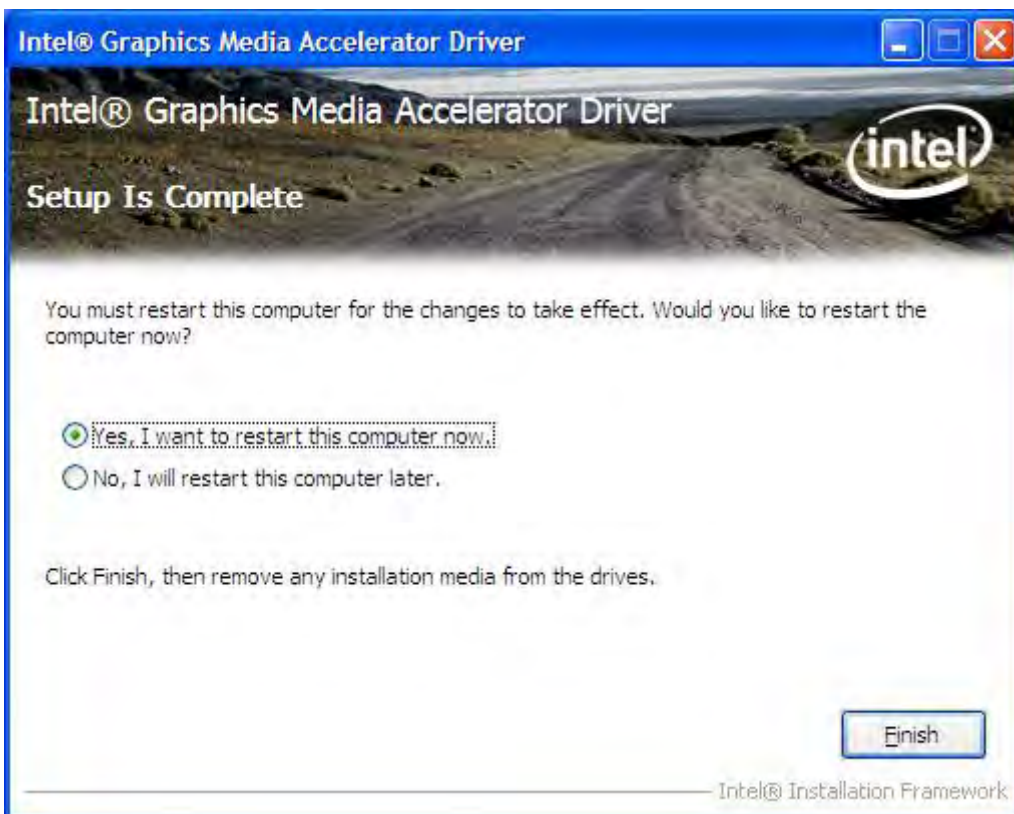 Intel® Graphics Media Accelerator Driver
Intel® Graphics Media Accelerator Driver
intel
Setup Is Complete
You must restart this computer for the changes to take effect. Would you like to restart the
computer now?
Yes, I want to restart this computer now.
No, I will restart this computer later.
Click Finish, then remove any installation media from the drives.
Finish
Intel® Installation Framework